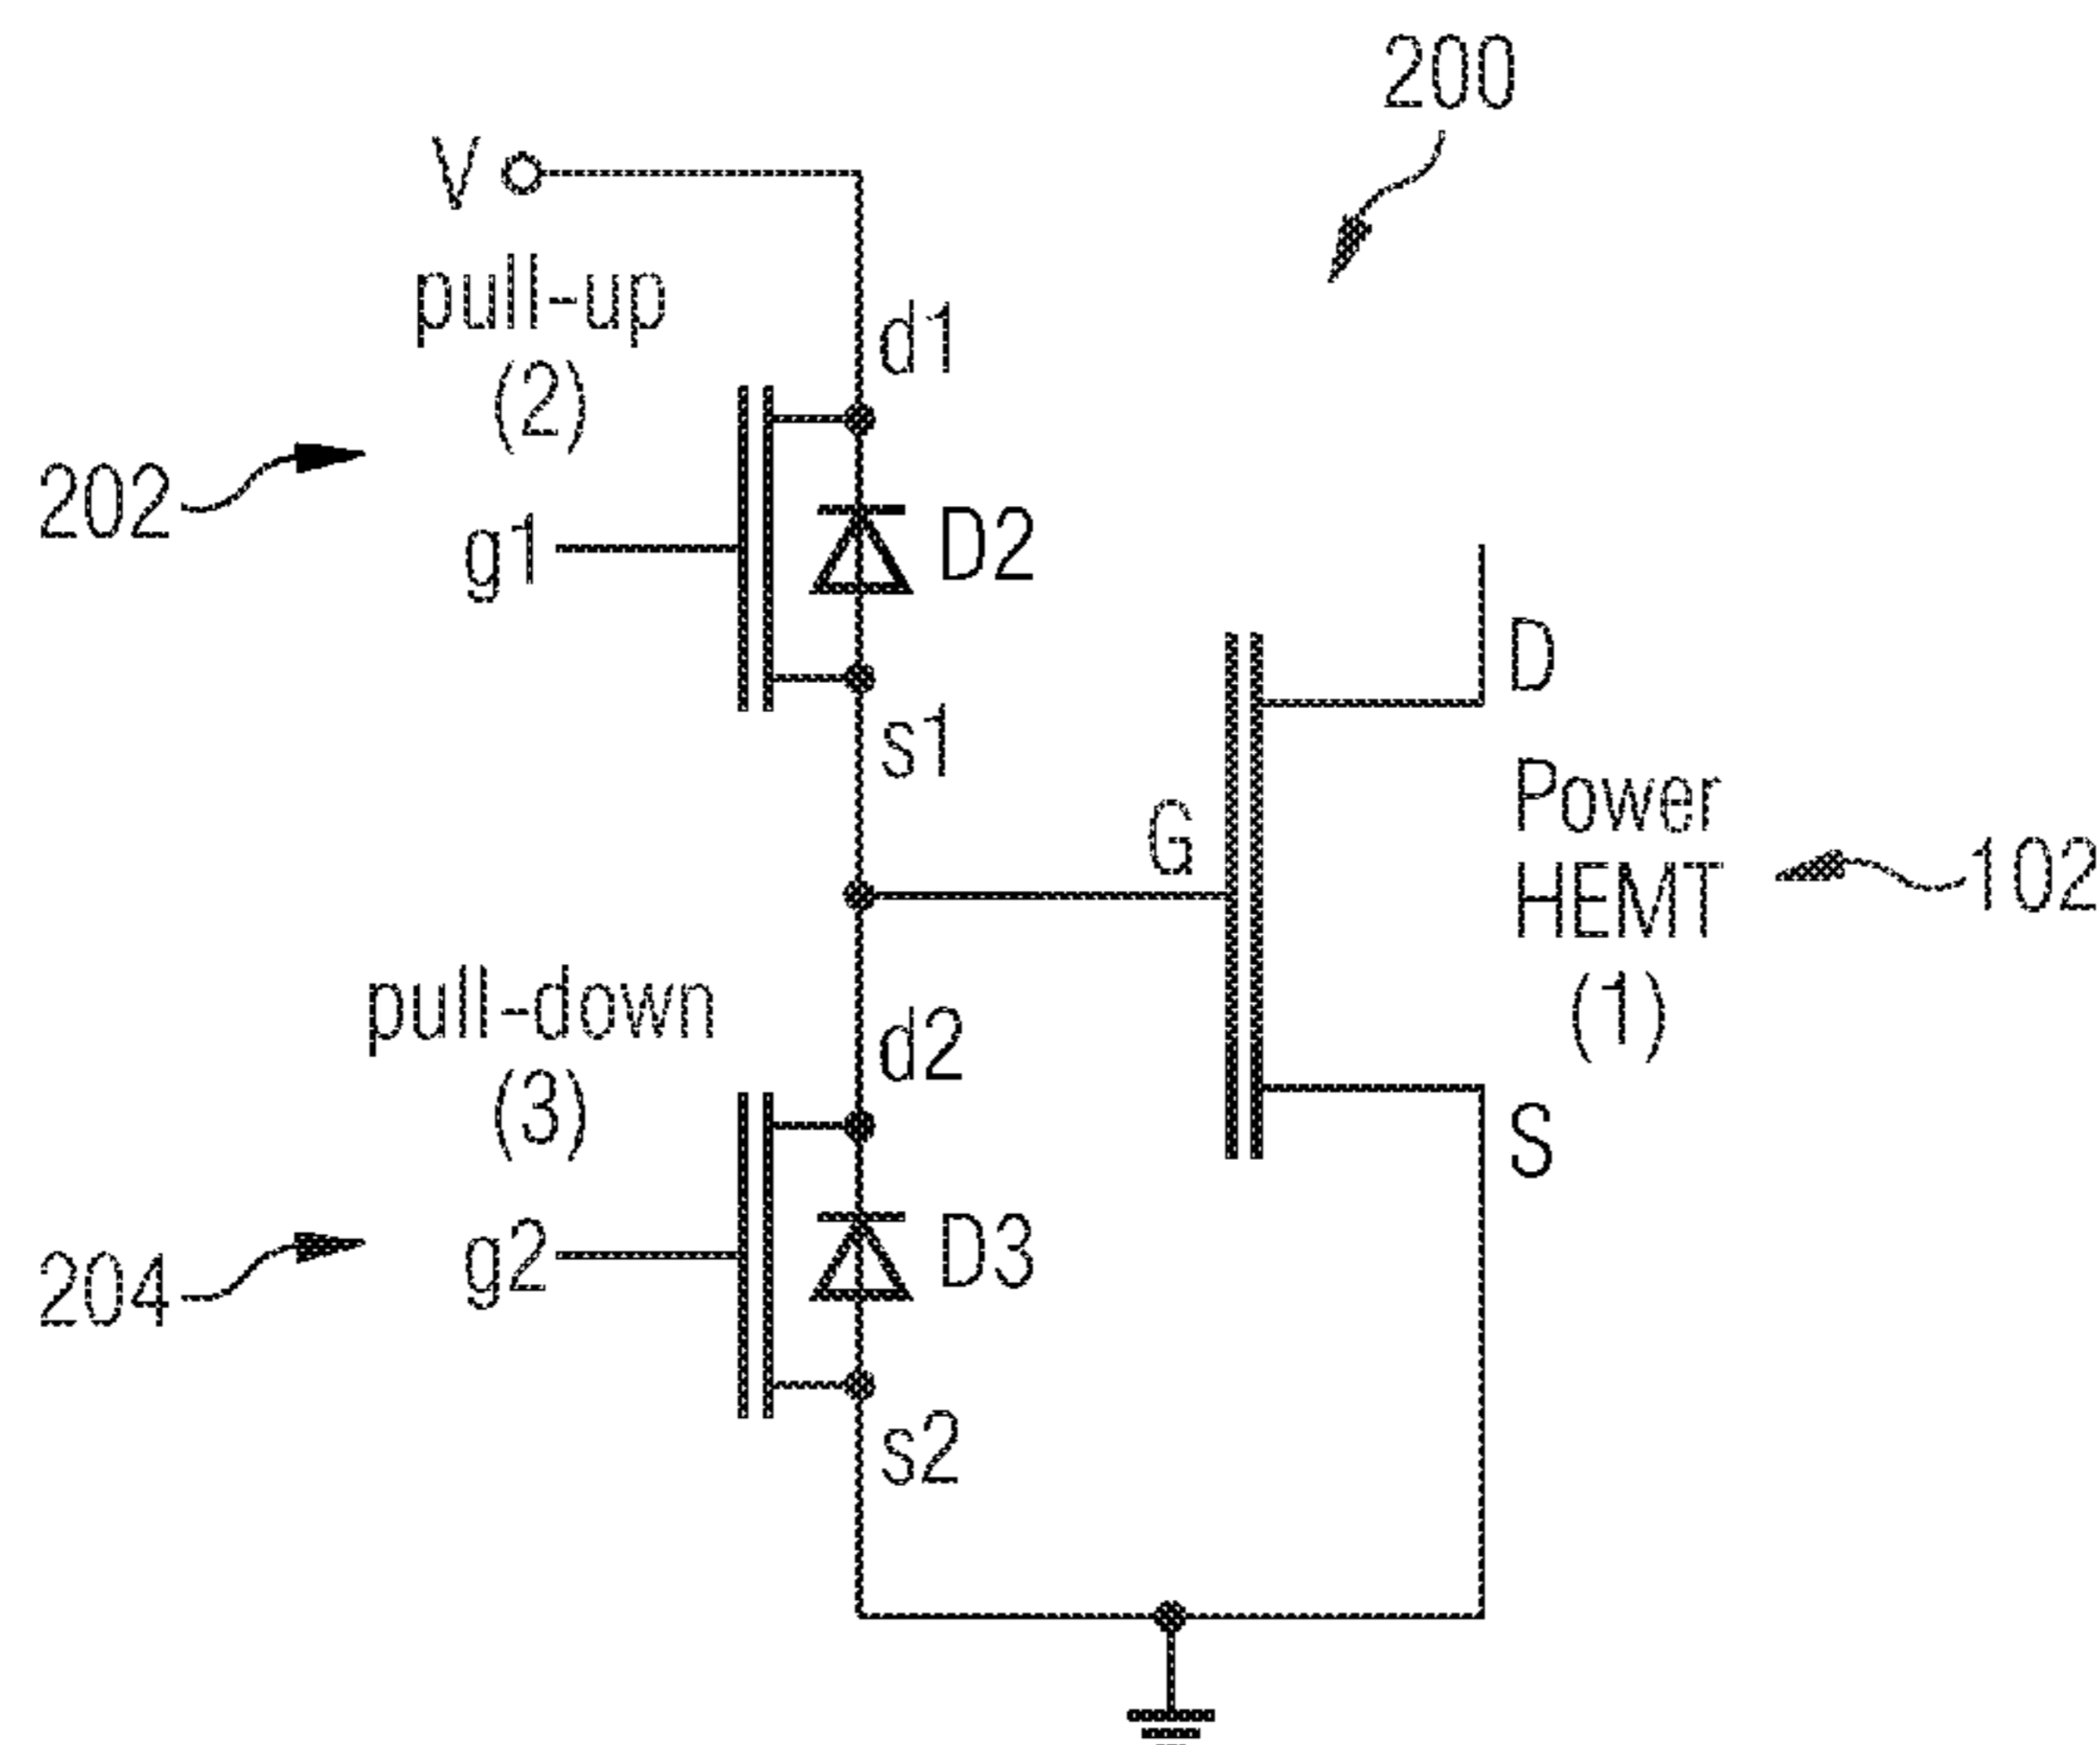 200
V
pull-up
(2)
d1
202
g1
D2
D
s1
G
Power
HEMT
(1)
102
pull-down
(3)
d2
S
204
g2
D3
s2